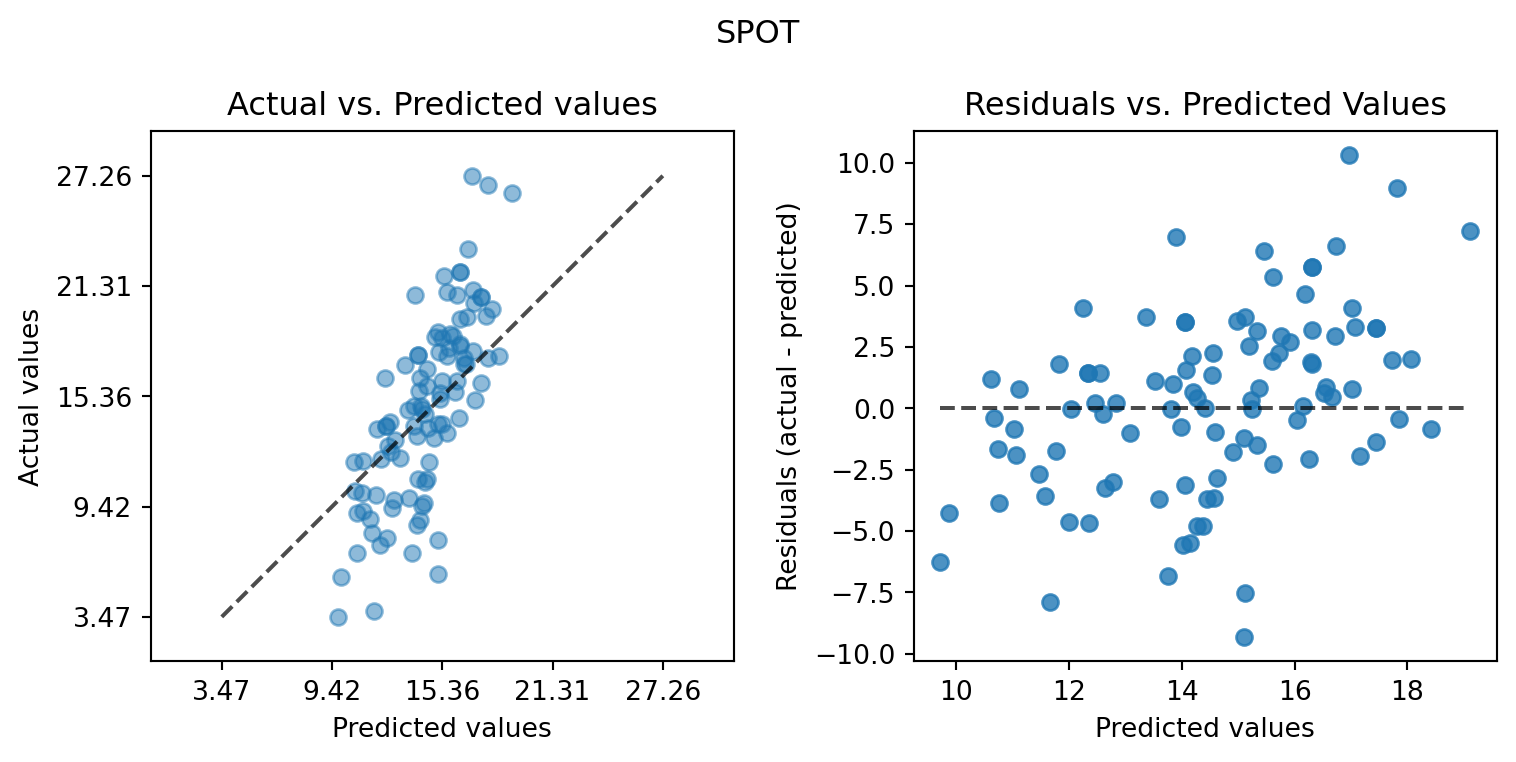 SPOT
Actual vs. Predicted values
27.26
21.31
15.36
9.42
3.47
Actual values
3.47 9.42 15.36 21.31 27.26
Predicted values
Residuals vs. Predicted Values
10.0
7.5
5.0
2.5
0.0
−2.5
−5.0
−7.5
−10.0
Residuals (actual - predicted)
10 12 14 16 18
Predicted values